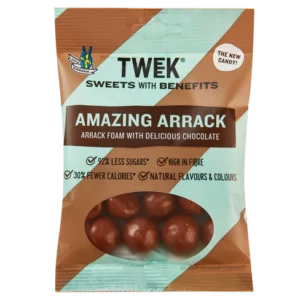 THE NEW
CANDY!
TWEK®
SWEETS WITH BENEFITS
AMAZING ARRACK
ARRACK FOAM WITH DELICIOUS CHOCOLATE
92% LESS SUGARS* HIGH IN FIBRE
30% FEWER CALORIES* NATURAL FLAVOURS & COLOURS